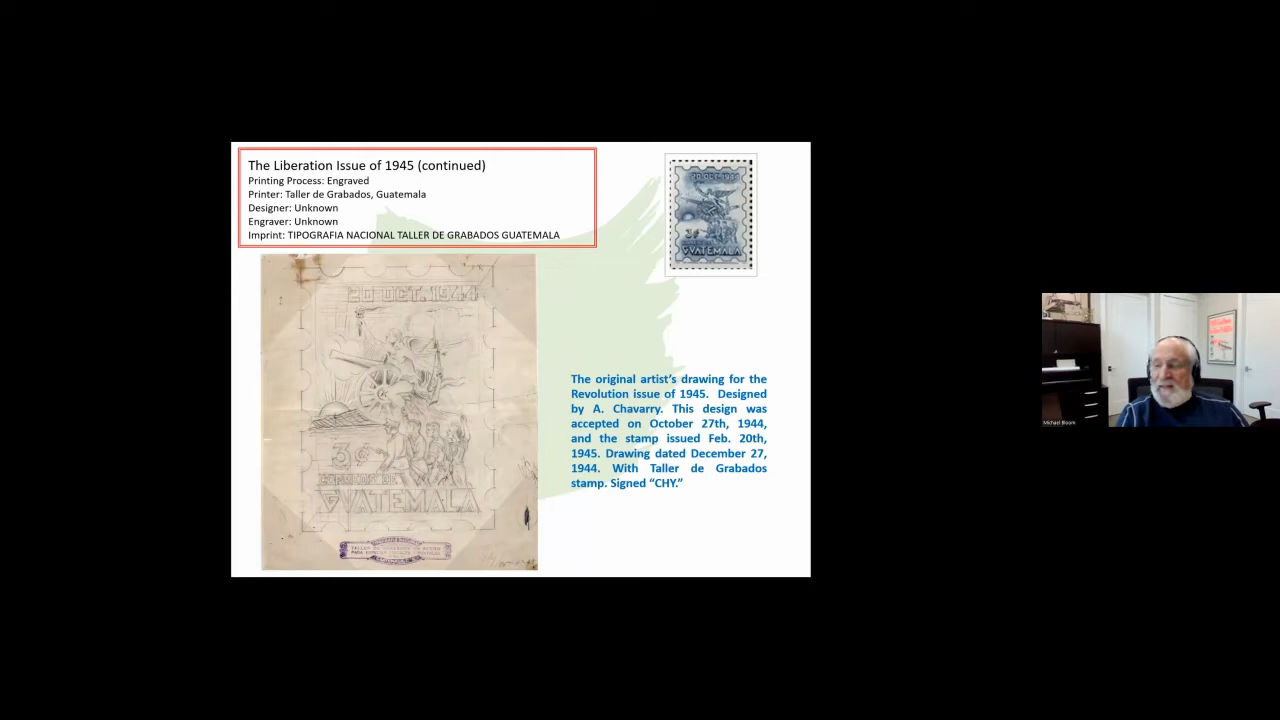 The Liberation Issue of 1945 (continued)
Printing Process: Engraved
Printer: Taller de Grabados, Guatemala
Designer: Unknown
Engraver: Unknown
Imprint: TIPOGRAFIA NACIONAL TALLER DE GRABADOS GUATEMALA
20 OCT. 1944
GUATEMALA
20 OCT. 1944
3¢
CORREOS DE
GVATEMALA
The original artist's drawing for the
Revolution issue of 1945. Designed
by A. Chavarry. This design was
accepted on October 27th, 1944,
and the stamp issued Feb. 20th,
1945. Drawing dated December 27,
1944. With Taller de Grabados
stamp. Signed “CHY.”
Michael Bloom